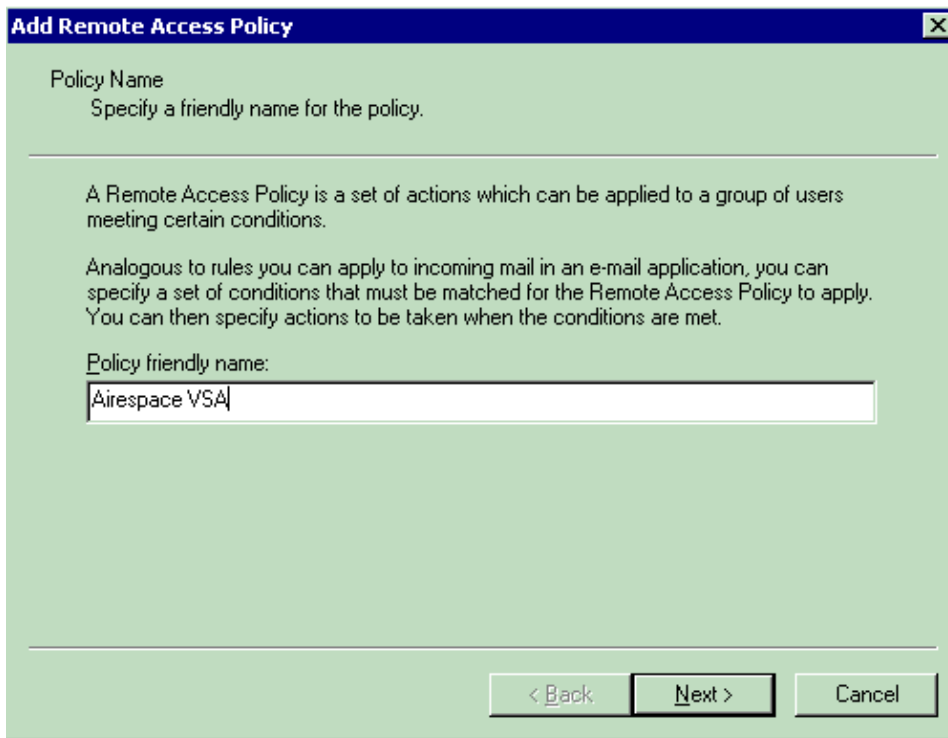 Add Remote Access Policy
Policy Name
Specify a friendly name for the policy.
A Remote Access Policy is a set of actions which can be applied to a group of users
meeting certain conditions.
Analogous to rules you can apply to incoming mail in an e-mail application, you can
specify a set of conditions that must be matched for the Remote Access Policy to apply.
You can then specify actions to be taken when the conditions are met.
Policy friendly name:
Airespace VSA
< Back
Next >
Cancel